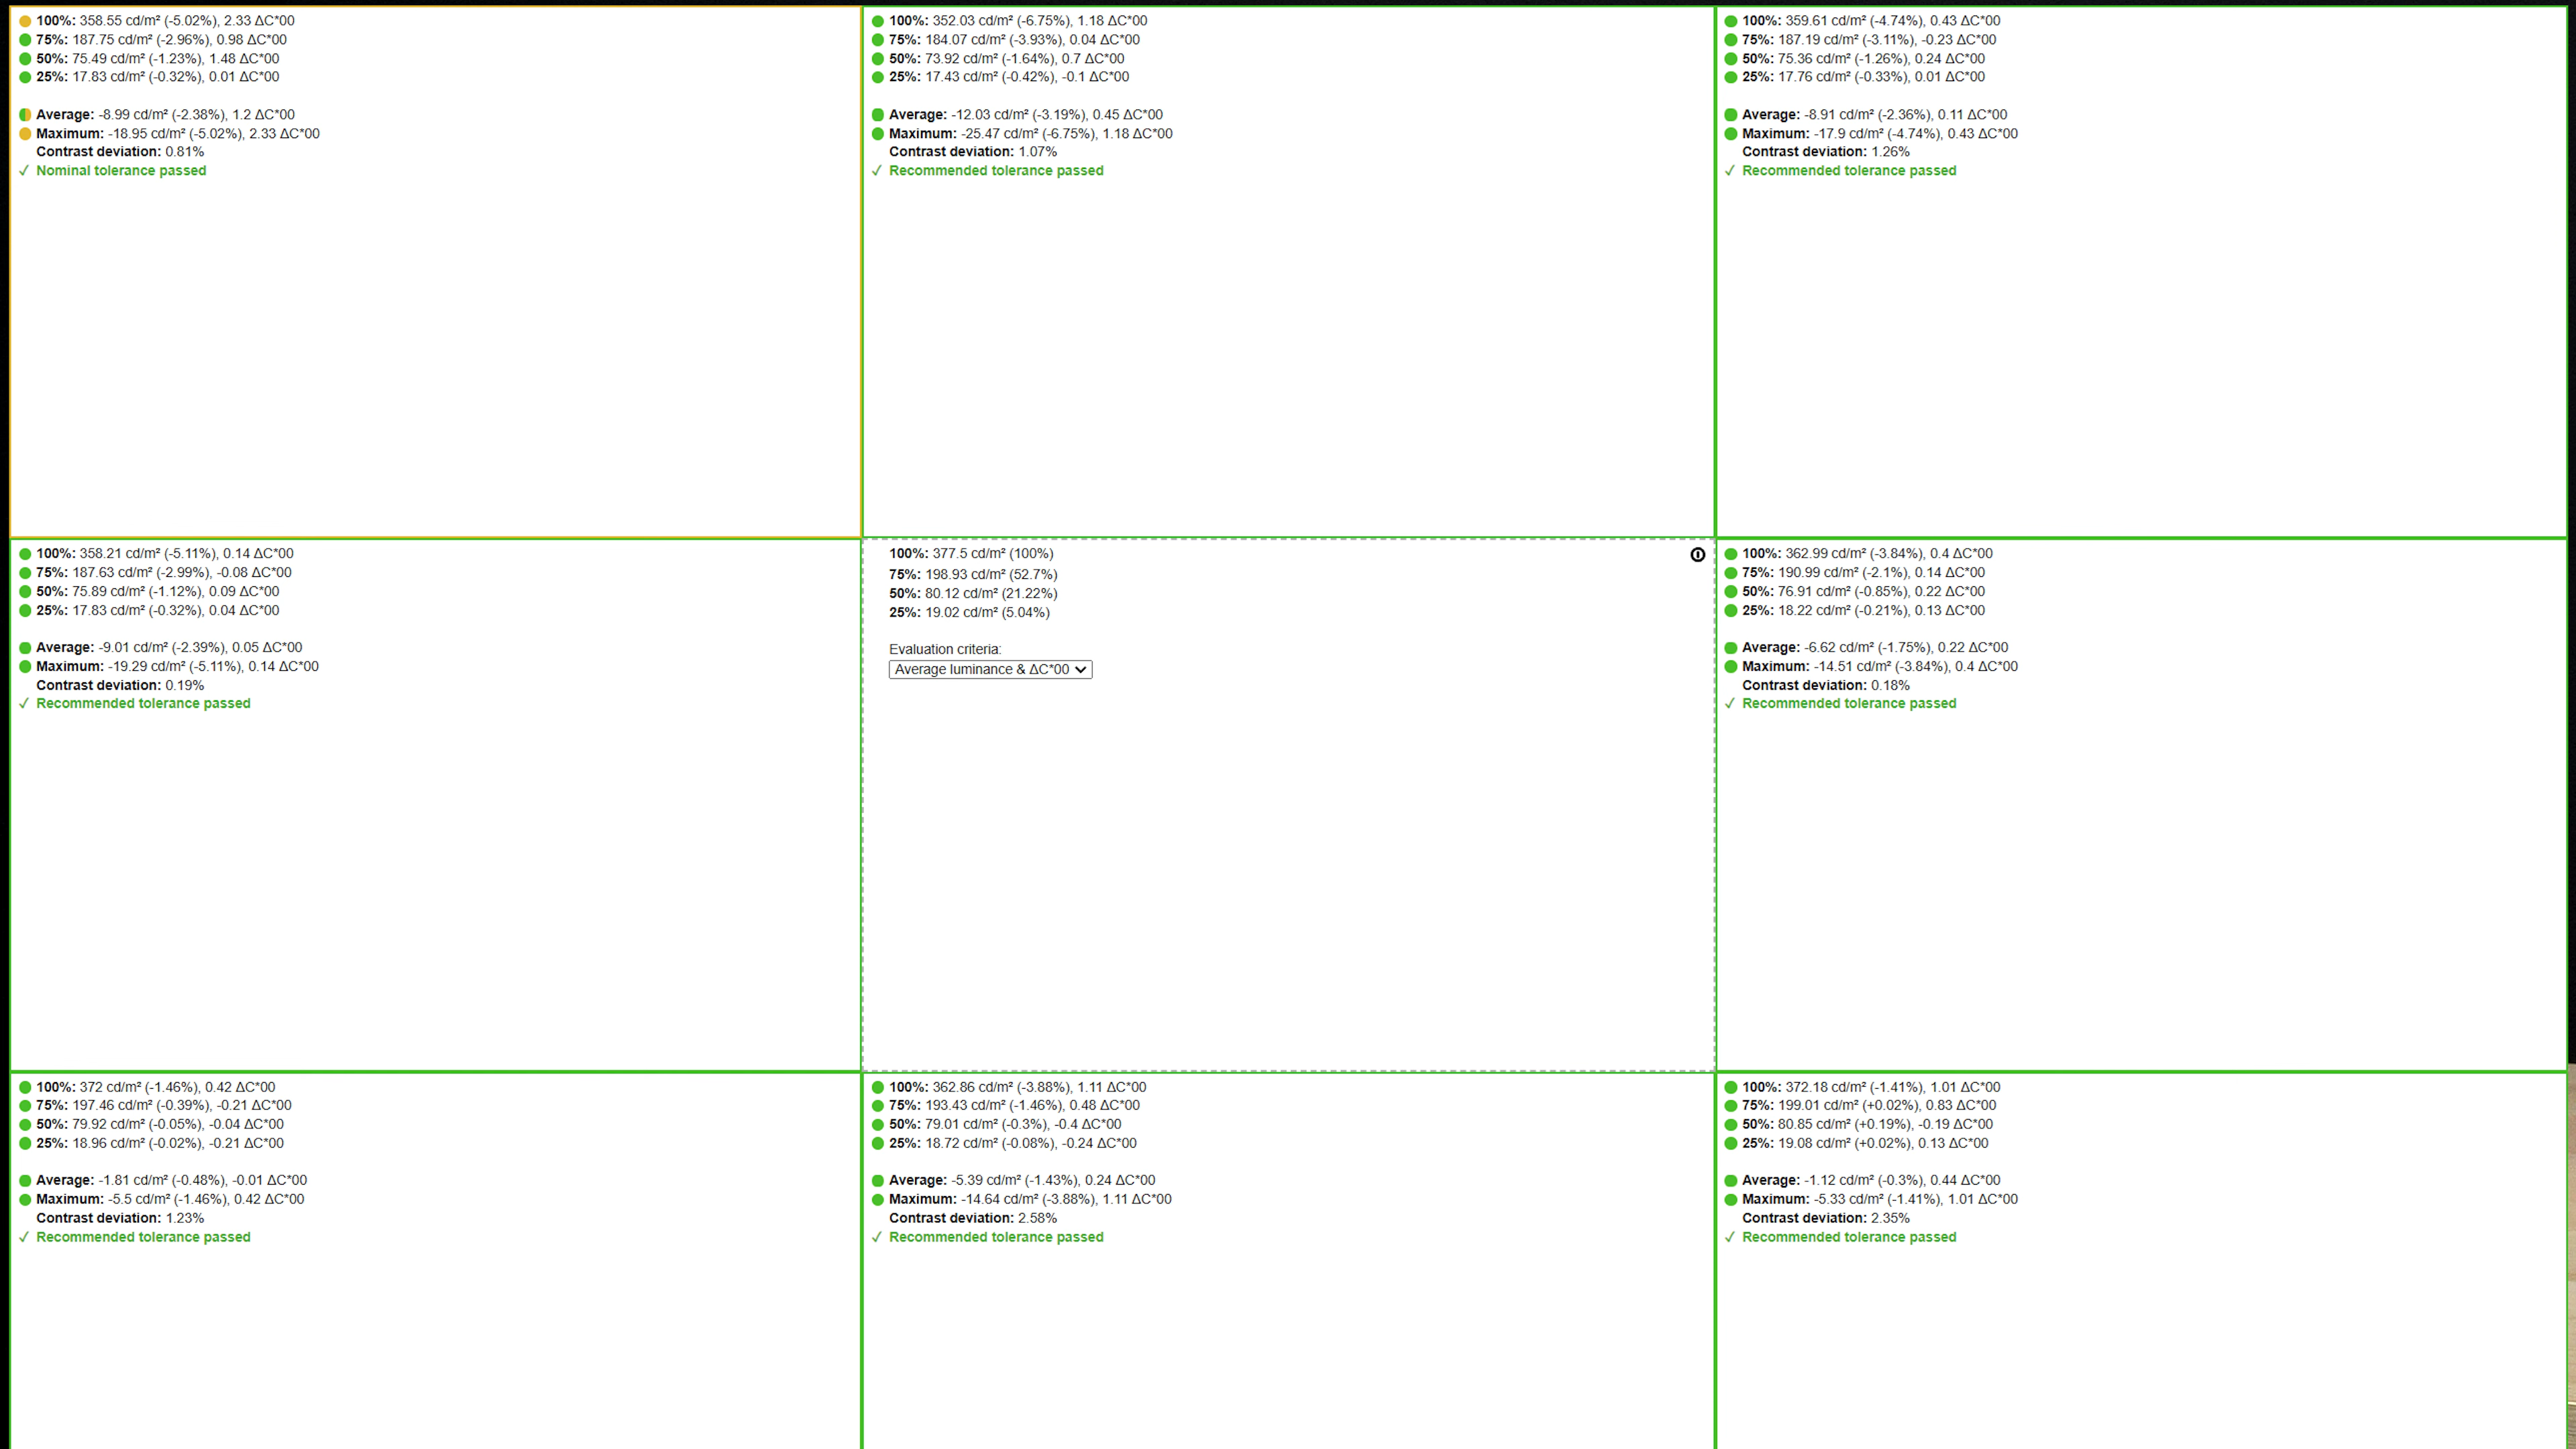 100%: 358.55 cd/m² (-5.02%), 2.33 ΔC*00
75%: 187.75 cd/m² (-2.96%), 0.98 ΔC*00
50%: 75.49 cd/m² (-1.23%), 1.48 ΔC*00
25%: 17.83 cd/m² (-0.32%), 0.01 ΔC*00
Average: -8.99 cd/m² (-2.38%), 1.2 ΔC*00
Maximum: -18.95 cd/m² (-5.02%), 2.33 ΔC*00
Contrast deviation: 0.81%
✓ Nominal tolerance passed
100%: 352.03 cd/m² (-6.75%), 1.18 ΔC*00
75%: 184.07 cd/m² (-3.93%), 0.04 ΔC*00
50%: 73.92 cd/m² (-1.64%), 0.7 ΔC*00
25%: 17.43 cd/m² (-0.42%), -0.1 ΔC*00
Average: -12.03 cd/m² (-3.19%), 0.45 ΔC*00
Maximum: -25.47 cd/m² (-6.75%), 1.18 ΔC*00
Contrast deviation: 1.07%
✓ Recommended tolerance passed
100%: 359.61 cd/m² (-4.74%), 0.43 ΔC*00
75%: 187.19 cd/m² (-3.11%), -0.23 ΔC*00
50%: 75.36 cd/m² (-1.26%), 0.24 ΔC*00
25%: 17.76 cd/m² (-0.33%), 0.01 ΔC*00
Average: -8.91 cd/m² (-2.36%), 0.11 ΔC*00
Maximum: -17.9 cd/m² (-4.74%), 0.43 ΔC*00
Contrast deviation: 1.26%
✓ Recommended tolerance passed
100%: 358.21 cd/m² (-5.11%), 0.14 ΔC*00
75%: 187.63 cd/m² (-2.99%), -0.08 ΔC*00
50%: 75.89 cd/m² (-1.12%), 0.09 ΔC*00
25%: 17.83 cd/m² (-0.32%), 0.04 ΔC*00
Average: -9.01 cd/m² (-2.39%), 0.05 ΔC*00
Maximum: -19.29 cd/m² (-5.11%), 0.14 ΔC*00
Contrast deviation: 0.19%
✓ Recommended tolerance passed
100%: 377.5 cd/m² (100%)
75%: 198.93 cd/m² (52.7%)
50%: 80.12 cd/m² (21.22%)
25%: 19.02 cd/m² (5.04%)
Evaluation criteria:
Average luminance & ΔC*00
100%: 362.99 cd/m² (-3.84%), 0.4 ΔC*00
75%: 190.99 cd/m² (-2.1%), 0.14 ΔC*00
50%: 76.91 cd/m² (-0.85%), 0.22 ΔC*00
25%: 18.22 cd/m² (-0.21%), 0.13 ΔC*00
Average: -6.62 cd/m² (-1.75%), 0.22 ΔC*00
Maximum: -14.51 cd/m² (-3.84%), 0.4 ΔC*00
Contrast deviation: 0.18%
✓ Recommended tolerance passed
100%: 372 cd/m² (-1.46%), 0.42 ΔC*00
75%: 197.46 cd/m² (-0.39%), -0.21 ΔC*00
50%: 79.92 cd/m² (-0.05%), -0.04 ΔC*00
25%: 18.96 cd/m² (-0.02%), -0.21 ΔC*00
Average: -1.81 cd/m² (-0.48%), -0.01 ΔC*00
Maximum: -5.5 cd/m² (-1.46%), 0.42 ΔC*00
Contrast deviation: 1.23%
✓ Recommended tolerance passed
100%: 362.86 cd/m² (-3.88%), 1.11 ΔC*00
75%: 193.43 cd/m² (-1.46%), 0.48 ΔC*00
50%: 79.01 cd/m² (-0.3%), -0.4 ΔC*00
25%: 18.72 cd/m² (-0.08%), -0.24 ΔC*00
Average: -5.39 cd/m² (-1.43%), 0.24 ΔC*00
Maximum: -14.64 cd/m² (-3.88%), 1.11 ΔC*00
Contrast deviation: 2.58%
✓ Recommended tolerance passed
100%: 372.18 cd/m² (-1.41%), 1.01 ΔC*00
75%: 199.01 cd/m² (+0.02%), 0.83 ΔC*00
50%: 80.85 cd/m² (+0.19%), -0.19 ΔC*00
25%: 19.08 cd/m² (+0.02%), 0.13 ΔC*00
Average: -1.12 cd/m² (-0.3%), 0.44 ΔC*00
Maximum: -5.33 cd/m² (-1.41%), 1.01 ΔC*00
Contrast deviation: 2.35%
✓ Recommended tolerance passed